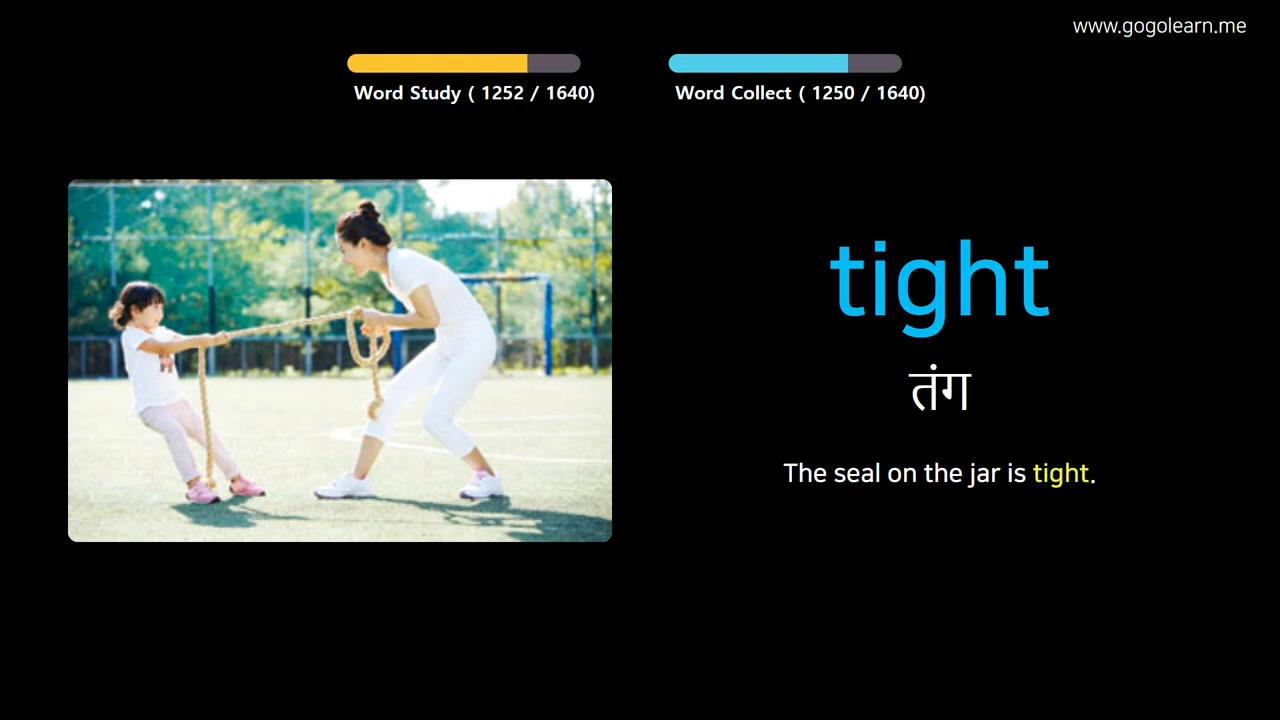 www.gogolearn.me
Word Study ( 1252 / 1640)
Word Collect ( 1250 / 1640)
tight
तंग
The seal on the jar is tight.